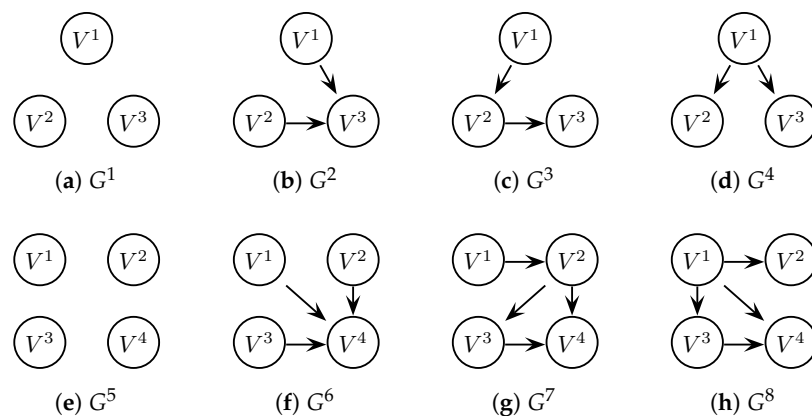 V¹ V¹ V¹ V¹
V² V³ V² V³ V² V³ V² V³
(a) G¹ (b) G² (c) G³ (d) G⁴
V¹ V² V¹ V² V¹ V² V¹ V²
V³ V⁴ V³ V⁴ V³ V⁴ V³ V⁴
(e) G⁵ (f) G⁶ (g) G⁷ (h) G⁸